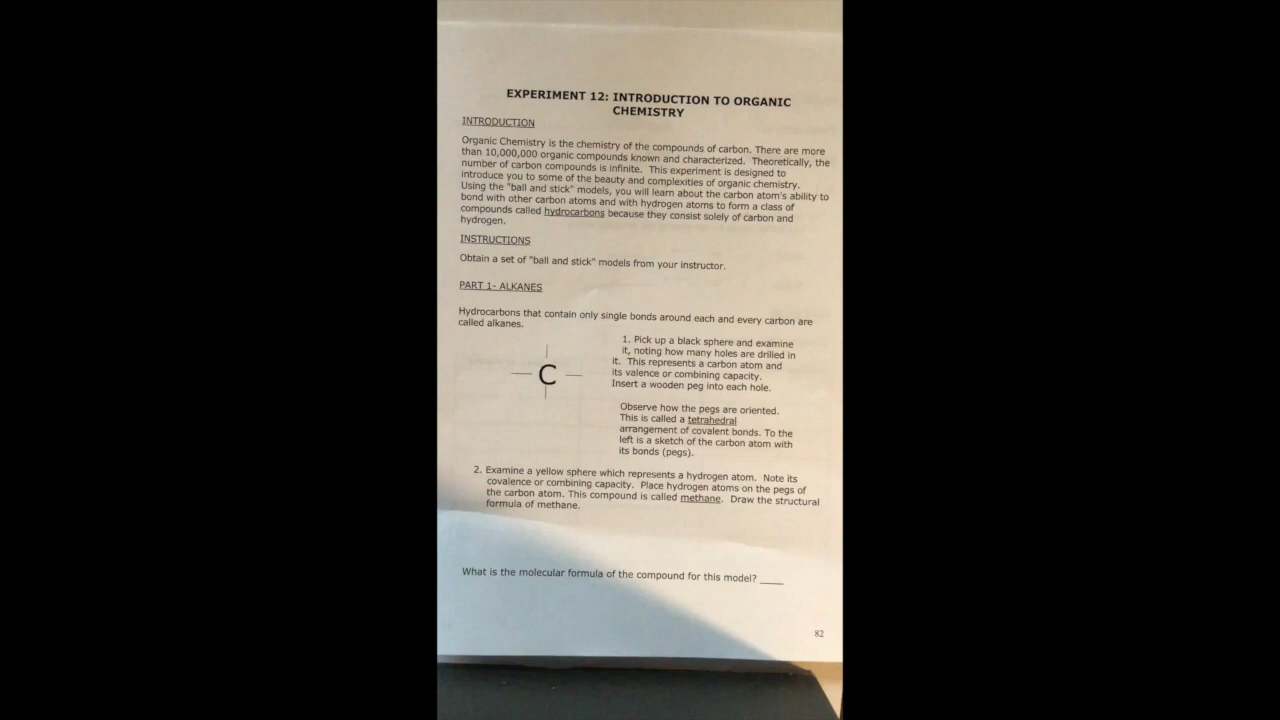 EXPERIMENT 12: INTRODUCTION TO ORGANIC
CHEMISTRY
INTRODUCTION
Organic Chemistry is the chemistry of the compounds of carbon. There are more
than 10,000,000 organic compounds known and characterized. Theoretically, the
number of carbon compounds is infinite. This experiment is designed to
introduce you to some of the beauty and complexities of organic chemistry.
Using the "ball and stick" models, you will learn about the carbon atom's ability to
bond with other carbon atoms and with hydrogen atoms to form a class of
compounds called hydrocarbons because they consist solely of carbon and
hydrogen.
INSTRUCTIONS
Obtain a set of "ball and stick" models from your instructor.
PART 1- ALKANES
Hydrocarbons that contain only single bonds around each and every carbon are
called alkanes.
C
1. Pick up a black sphere and examine
it, noting how many holes are drilled in
it. This represents a carbon atom and
its valence or combining capacity.
Insert a wooden peg into each hole.
Observe how the pegs are oriented.
This is called a tetrahedral
arrangement of covalent bonds. To the
left is a sketch of the carbon atom with
its bonds (pegs).
2. Examine a yellow sphere which represents a hydrogen atom. Note its
covalence or combining capacity. Place hydrogen atoms on the pegs of
the carbon atom. This compound is called methane. Draw the structural
formula of methane.
What is the molecular formula of the compound for this model? ____
82